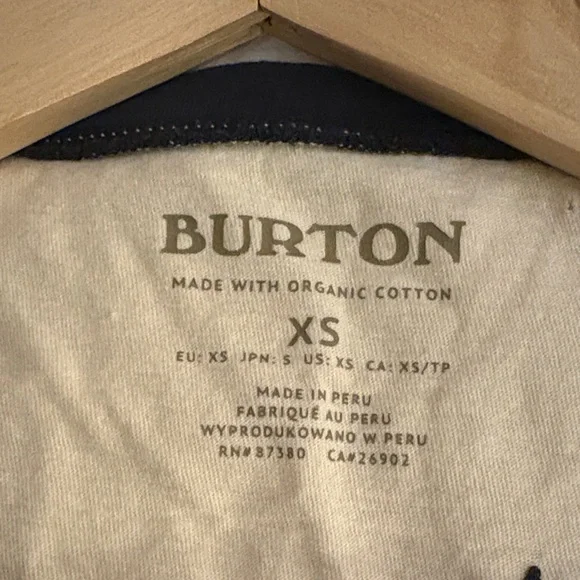 BURTON
MADE WITH ORGANIC COTTON
XS
EU: XS JPN: S US: XS CA: XS/TP
MADE IN PERU
FABRIQUÉ AU PERU
WYPRODUKOWANO W PERU
RN# 87380 CA# 26902